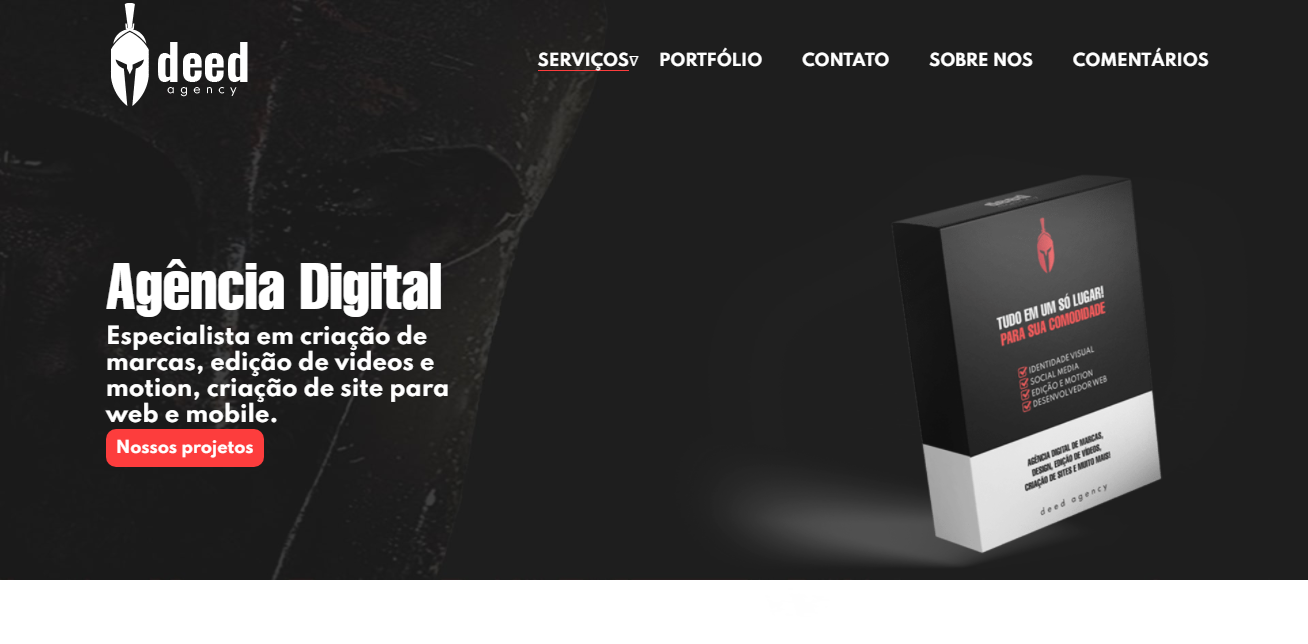 deed
agency
SERVIÇOS▿ PORTFÓLIO CONTATO SOBRE NOS COMENTÁRIOS
Agência Digital
Especialista em criação de
marcas, edição de videos e
motion, criação de site para
web e mobile.
Nossos projetos
deed
TUDO EM UM SÓ LUGAR!
PARA SUA COMODIDADE
IDENTIDADE VISUAL
SOCIAL MEDIA
EDIÇÃO E MOTION
DESENVOLVEDOR WEB
AGÊNCIA DIGITAL DE MARCAS,
DESIGN, EDIÇÃO DE VÍDEOS,
CRIAÇÃO DE SITES E MUITO MAIS!
deed agency